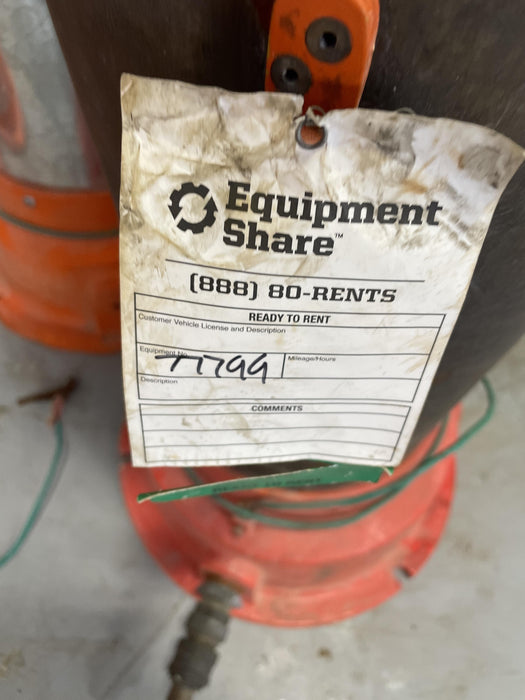 Equipment
Share™
(888) 80-RENTS
READY TO RENT
Customer Vehicle License and Description
Equipment No.
77799
Mileage/Hours
Description
COMMENTS